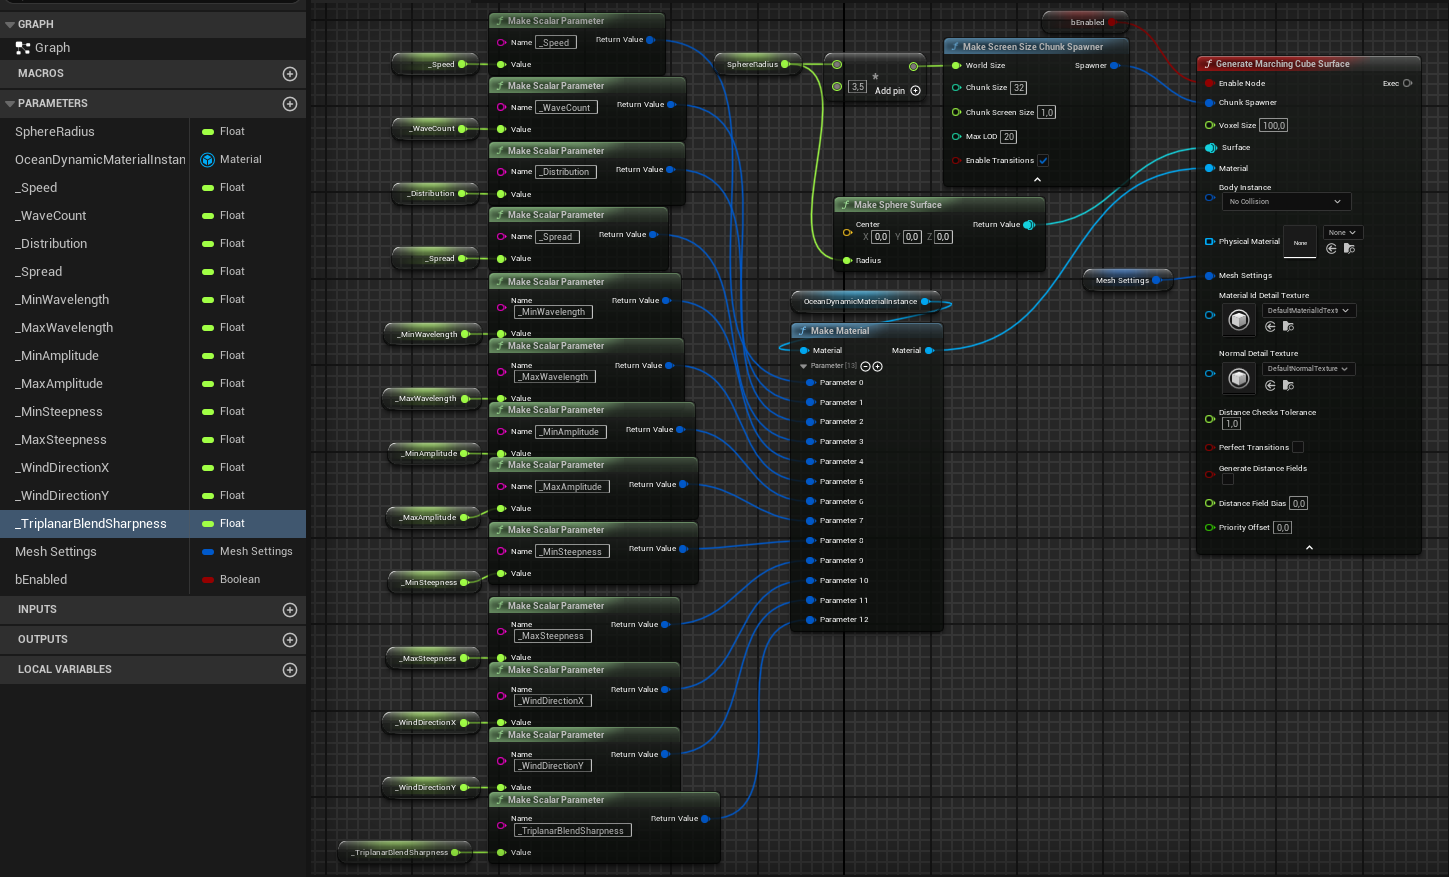 GRAPH
Graph
MACROS
PARAMETERS
SphereRadius Float
OceanDynamicMaterialInstan Material
_Speed Float
_WaveCount Float
_Distribution Float
_Spread Float
_MinWavelength Float
_MaxWavelength Float
_MinAmplitude Float
_MaxAmplitude Float
_MinSteepness Float
_MaxSteepness Float
_WindDirectionX Float
_WindDirectionY Float
_TriplanarBlendSharpness Float
Mesh Settings Mesh Settings
bEnabled Boolean
INPUTS
OUTPUTS
LOCAL VARIABLES
Make Scalar Parameter
Name _Speed Return Value
_Speed Value
Make Scalar Parameter
Name _WaveCount Return Value
_WaveCount Value
Make Scalar Parameter
Name _Distribution Return Value
_Distribution Value
Make Scalar Parameter
Name _Spread Return Value
_Spread Value
Make Scalar Parameter
Name Return Value
_MinWavelength
_MinWavelength Value
Make Scalar Parameter
Name Return Value
_MaxWavelength
_MaxWavelength Value
Make Scalar Parameter
Name _MinAmplitude Return Value
_MinAmplitude Value
Make Scalar Parameter
Name _MaxAmplitude Return Value
_MaxAmplitude Value
Make Scalar Parameter
Name _MinSteepness Return Value
_MinSteepness Value
Make Scalar Parameter
Name Return Value
_MaxSteepness
_MaxSteepness Value
Make Scalar Parameter
Name Return Value
_WindDirectionX
_WindDirectionX Value
Make Scalar Parameter
Name Return Value
_WindDirectionY
_WindDirectionY Value
Make Scalar Parameter
Name Return Value
_TriplanarBlendSharpness
_TriplanarBlendSharpness Value
SphereRadius
*
3,5 Add pin
bEnabled
Make Screen Size Chunk Spawner
World Size Spawner
Chunk Size 32
Chunk Screen Size 1,0
Max LOD 20
Enable Transitions
Make Sphere Surface
Center Return Value
X 0,0 Y 0,0 Z 0,0
Radius
OceanDynamicMaterialInstance
Make Material
Material Material
Parameter [13]
Parameter 0
Parameter 1
Parameter 2
Parameter 3
Parameter 4
Parameter 5
Parameter 6
Parameter 7
Parameter 8
Parameter 9
Parameter 10
Parameter 11
Parameter 12
Mesh Settings
Generate Marching Cube Surface
Enable Node Exec
Chunk Spawner
Voxel Size 100,0
Surface
Material
Body Instance
No Collision
Physical Material None None
Mesh Settings
Material Id Detail Texture
DefaultMaterialIdText
Normal Detail Texture
DefaultNormalTexture
Distance Checks Tolerance
1,0
Perfect Transitions
Generate Distance Fields
Distance Field Bias 0,0
Priority Offset 0,0